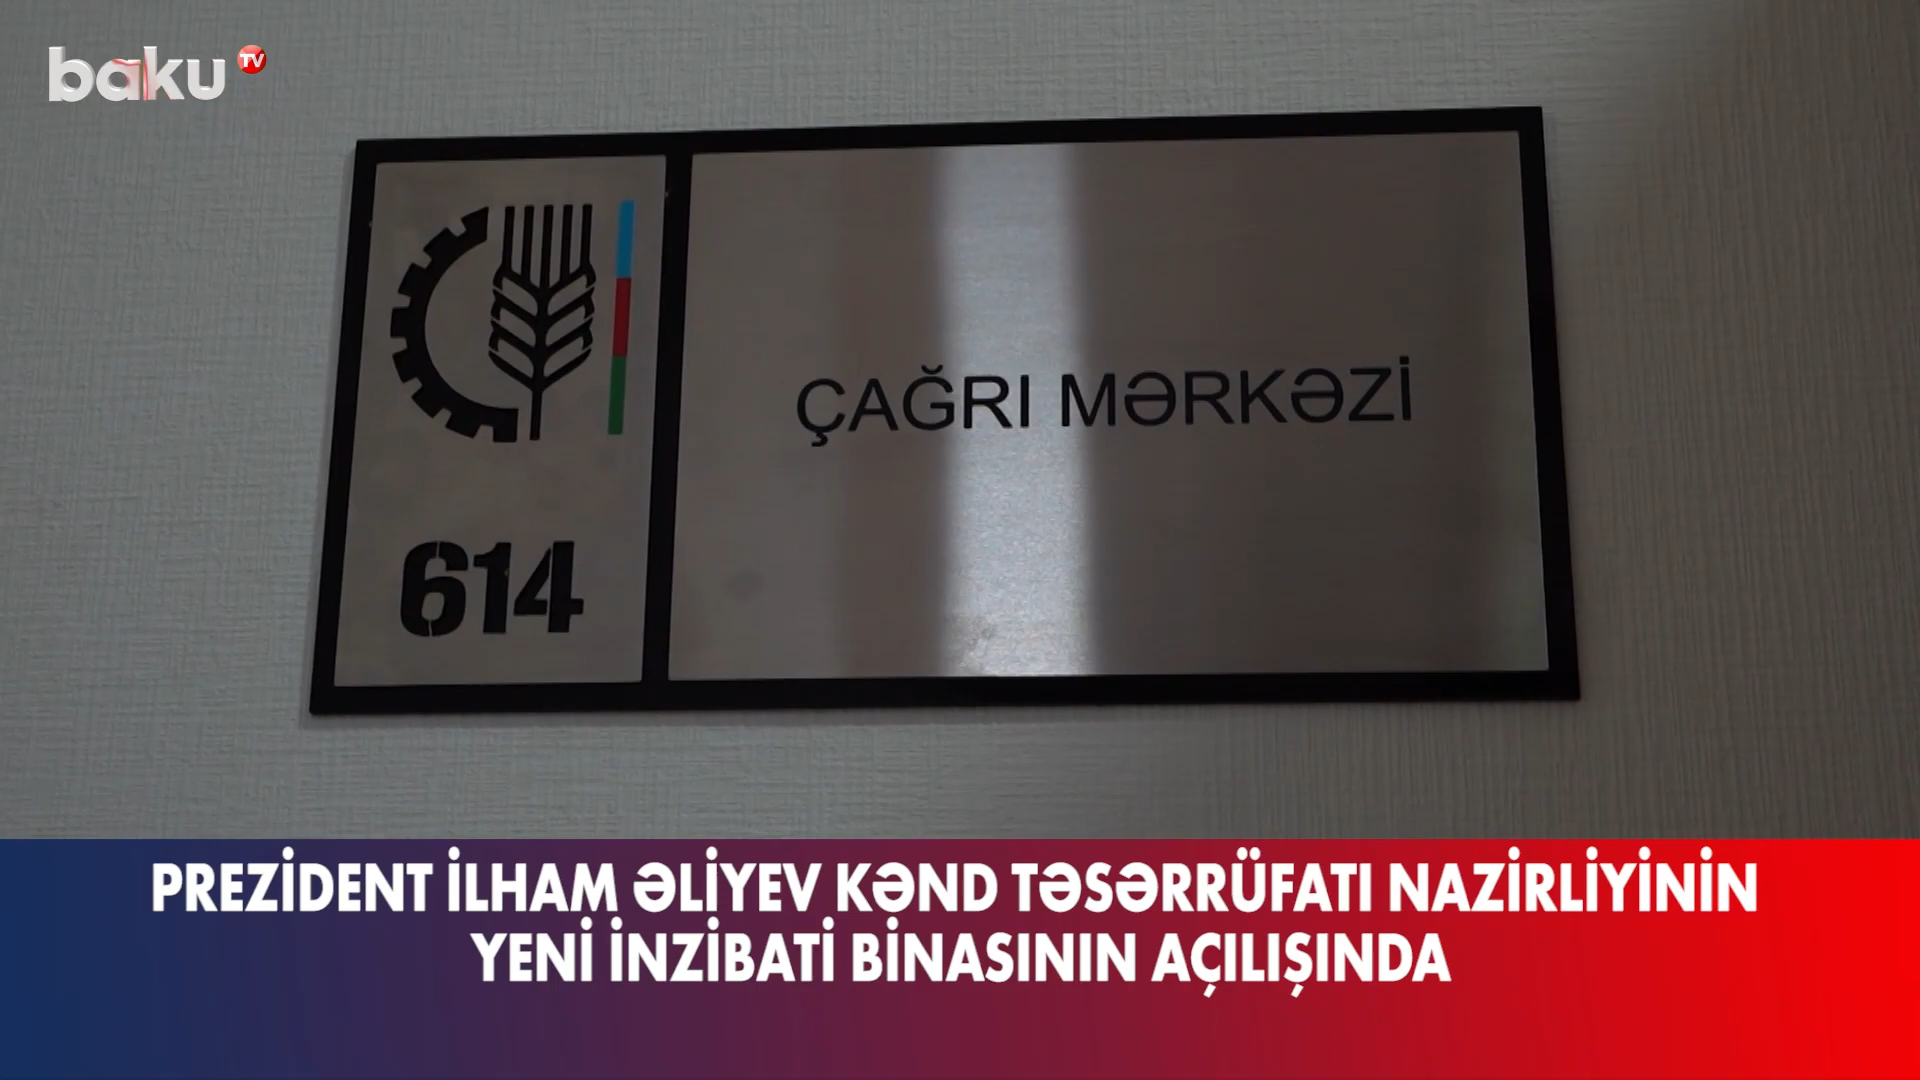 baku TV
ÇAĞRI MƏRKƏZİ
614
PREZİDENT İLHAM ƏLİYEV KƏND TƏSƏRRÜFATI NAZİRLİYİNİN
YENİ İNZİBATİ BİNASININ AÇILIŞINDA